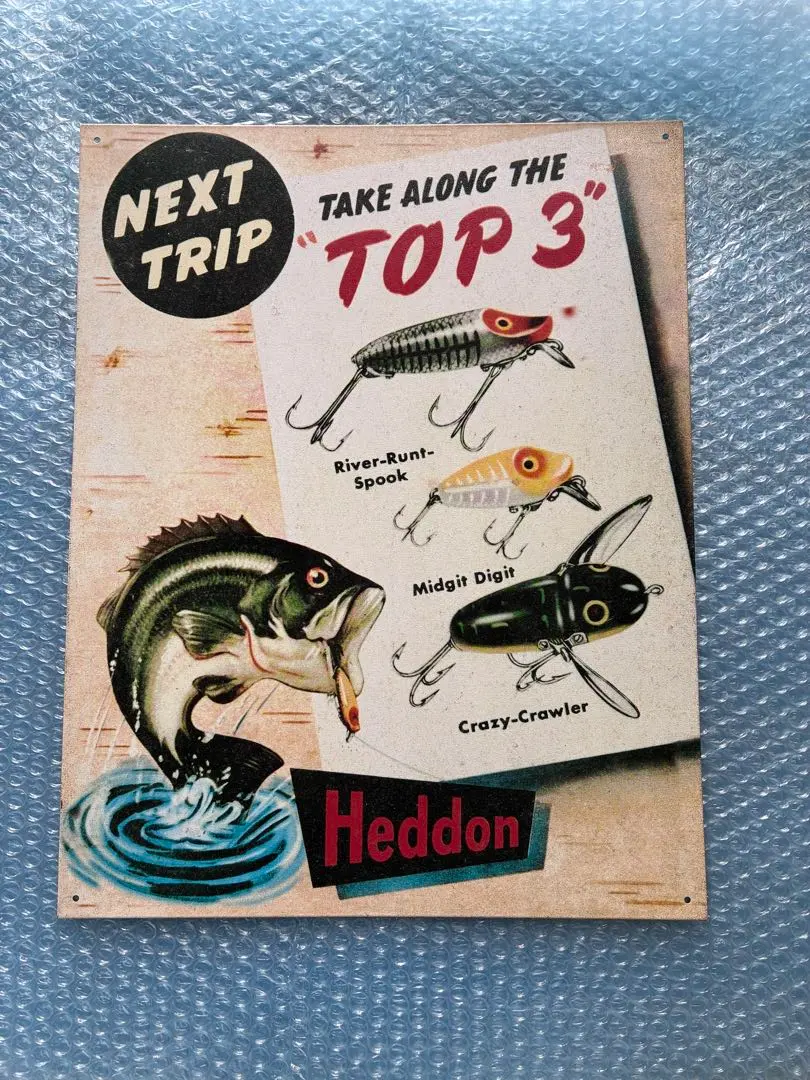 NEXT
TRIP
TAKE ALONG THE
"TOP 3"
River-Runt-
Spook
Midgit Digit
Crazy-Crawler
Heddon